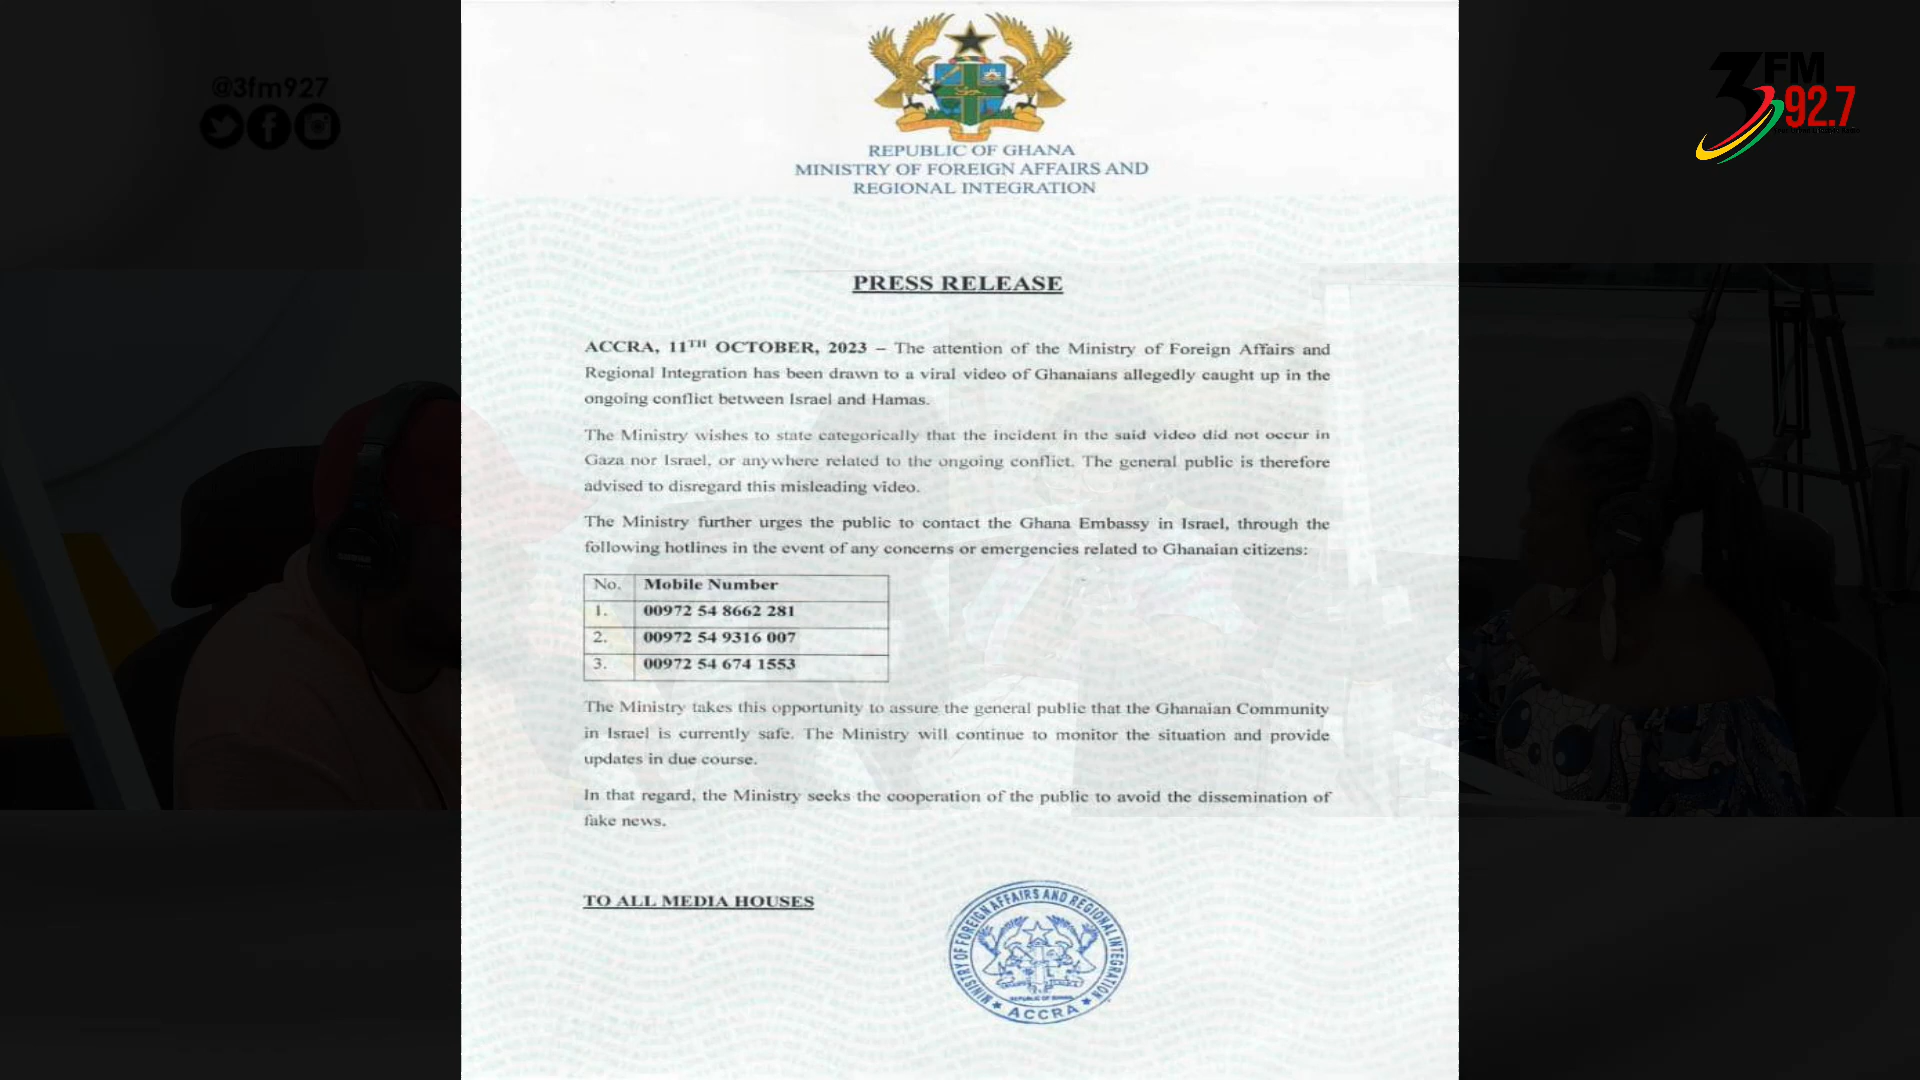 @3fm927
3FM
92.7
REPUBLIC OF GHANA
MINISTRY OF FOREIGN AFFAIRS AND
REGIONAL INTEGRATION
PRESS RELEASE
ACCRA, 11TH OCTOBER, 2023 – The attention of the Ministry of Foreign Affairs and
Regional Integration has been drawn to a viral video of Ghanaians allegedly caught up in the
ongoing conflict between Israel and Hamas.
The Ministry wishes to state categorically that the incident in the said video did not occur in
Gaza nor Israel, or anywhere related to the ongoing conflict. The general public is therefore
advised to disregard this misleading video.
The Ministry further urges the public to contact the Ghana Embassy in Israel, through the
following hotlines in the event of any concerns or emergencies related to Ghanaian citizens:
No. Mobile Number
1. 00972 54 8662 281
2. 00972 54 9316 007
3. 00972 54 674 1553
The Ministry takes this opportunity to assure the general public that the Ghanaian Community
in Israel is currently safe. The Ministry will continue to monitor the situation and provide
updates in due course.
In that regard, the Ministry seeks the cooperation of the public to avoid the dissemination of
fake news.
TO ALL MEDIA HOUSES
MINISTRY OF FOREIGN AFFAIRS AND REGIONAL INTEGRATION
REPUBLIC OF GHANA
ACCRA